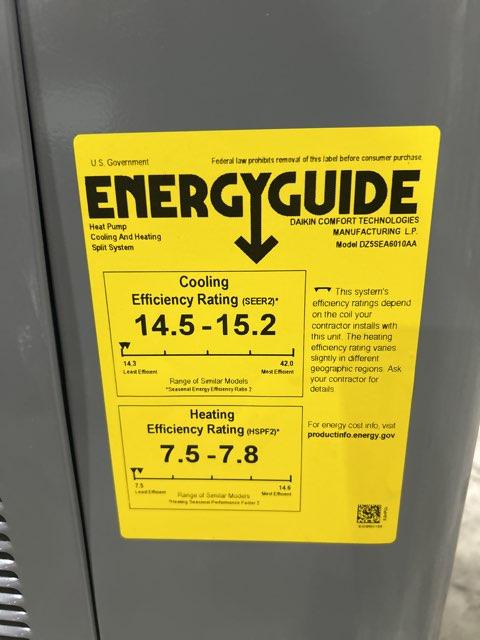 U.S. Government
Federal law prohibits removal of this label before consumer purchase.
ENERGYGUIDE
Heat Pump
Cooling And Heating
Split System
DAIKIN COMFORT TECHNOLOGIES
MANUFACTURING L.P.
Model DZ5SEA6010AA
Cooling
Efficiency Rating (SEER2)*
14.5 - 15.2
14.3
42.0
Least Efficient
Most Efficient
Range of Similar Models
*Seasonal Energy Efficiency Ratio 2
This system's
efficiency ratings depend
on the coil your
contractor installs with
this unit. The heating
efficiency rating varies
slightly in different
geographic regions. Ask
your contractor for
details
Heating
Efficiency Rating (HSPF2)*
7.5 - 7.8
7.5
14.6
Least Efficient
Most Efficient
Range of Similar Models
*Heating Seasonal Performance Factor 2
For energy cost info, visit
productinfo.energy.gov